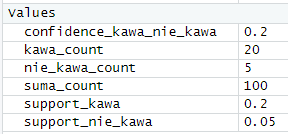 Values
confidence_kawa_nie_kawa 0.2
kawa_count 20
nie_kawa_count 5
suma_count 100
support_kawa 0.2
support_nie_kawa 0.05